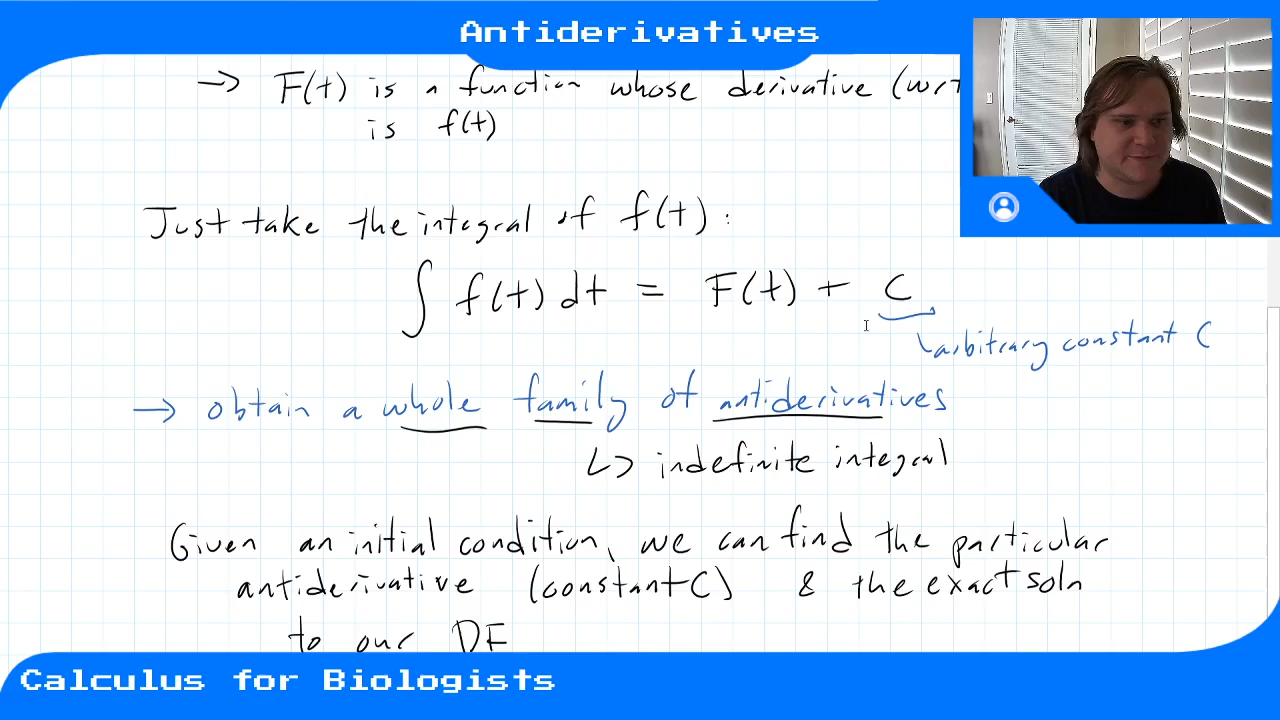 Antiderivatives
→ F(t) is a function whose derivative (wrt
is f(t)
Just take the integral of f(t):
∫ f(t) dt = F(t) + C
↳ arbitrary constant C
→ obtain a whole family of antiderivatives
↳ indefinite integral
Given an initial condition, we can find the particular
antiderivative (constant C) & the exact soln
to our DE
Calculus for Biologists